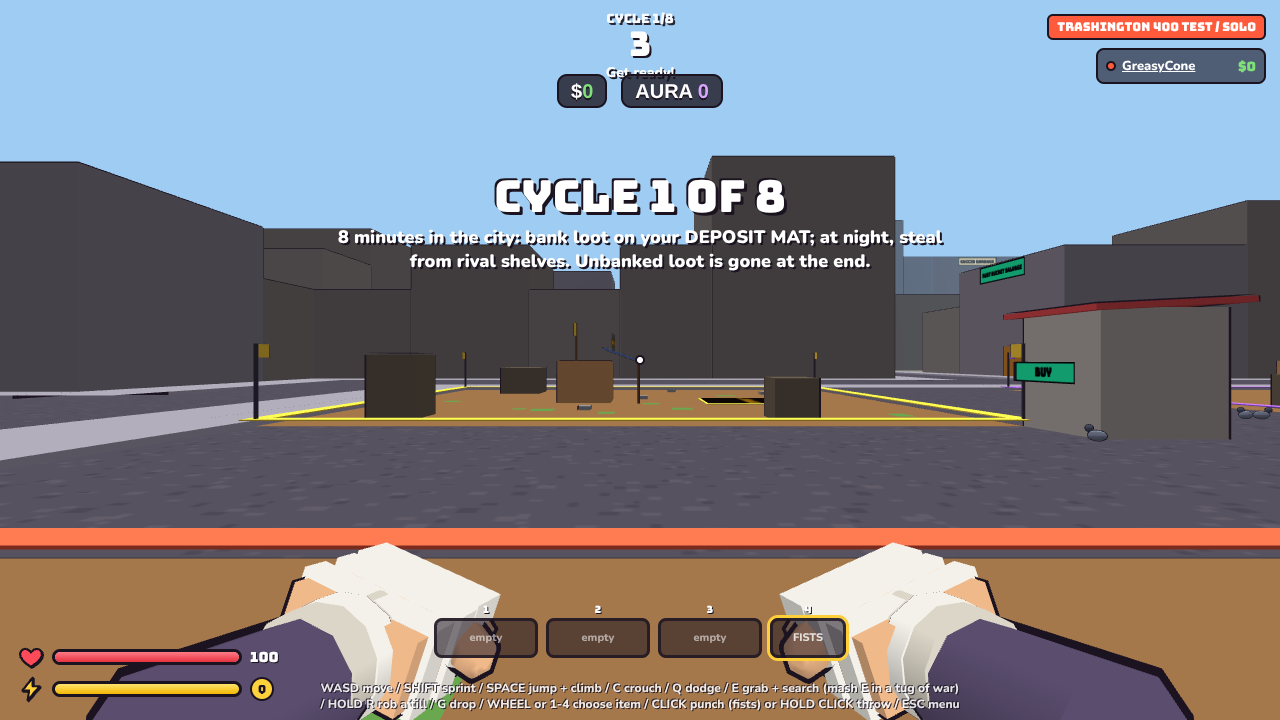 CYCLE 1/8
3
Get ready!
$0
AURA 0
TRASHINGTON 400 TEST / SOLO
GreasyCone $0
CYCLE 1 OF 8
8 minutes in the city: bank loot on your DEPOSIT MAT; at night, steal
from rival shelves. Unbanked loot is gone at the end.
BUY
1 2 3 4
empty empty empty FISTS
100
0
WASD move / SHIFT sprint / SPACE jump + climb / C crouch / Q dodge / E grab + search (mash E in a tug of war)
/ HOLD R rob a till / G drop / WHEEL or 1-4 choose item / CLICK punch (fists) or HOLD CLICK throw / ESC menu